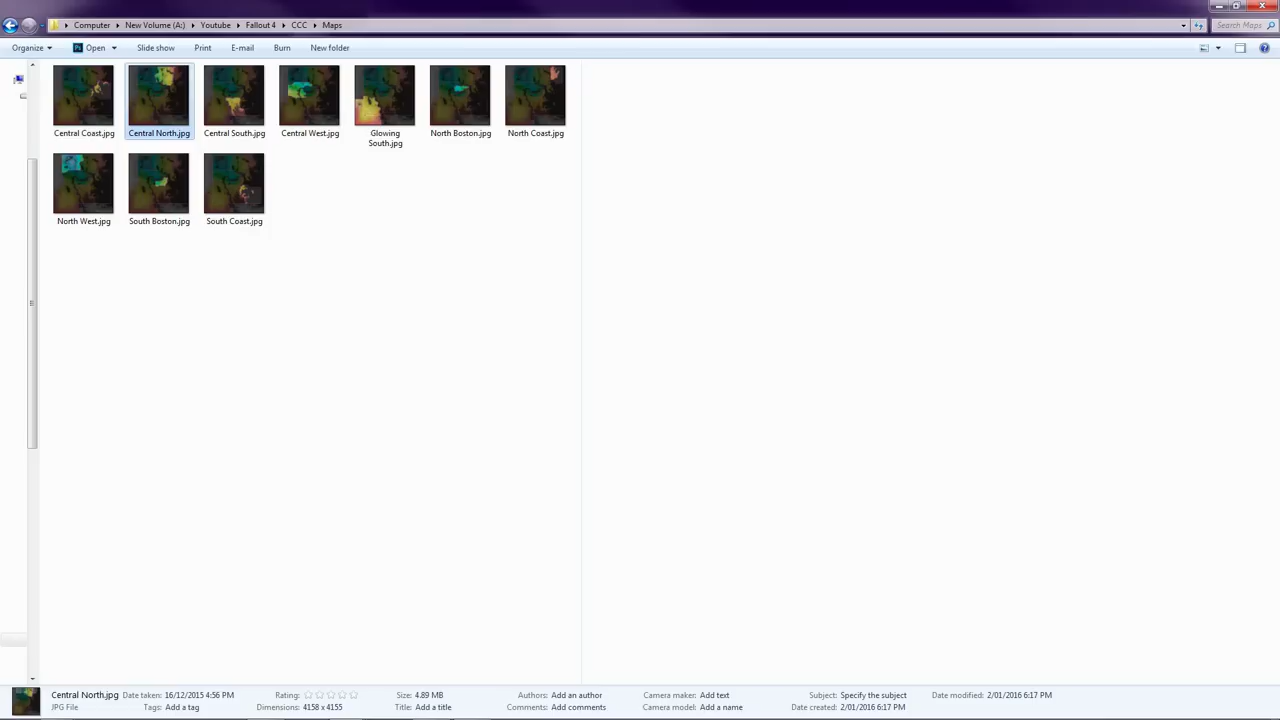 Computer New Volume (A:) Youtube Fallout 4 CCC Maps Search Maps
Organize Open Slide show Print E-mail Burn New folder
Central Coast.jpg Central North.jpg Central South.jpg Central West.jpg Glowing South.jpg North Boston.jpg North Coast.jpg
North West.jpg South Boston.jpg South Coast.jpg
Central North.jpg Date taken: 16/12/2015 4:56 PM Rating: Size: 4.89 MB Authors: Add an author Camera maker: Add text Subject: Specify the subject Date modified: 2/01/2016 6:17 PM
JPG File Tags: Add a tag Dimensions: 4158 x 4155 Title: Add a title Comments: Add comments Camera model: Add a name Date created: 2/01/2016 6:17 PM